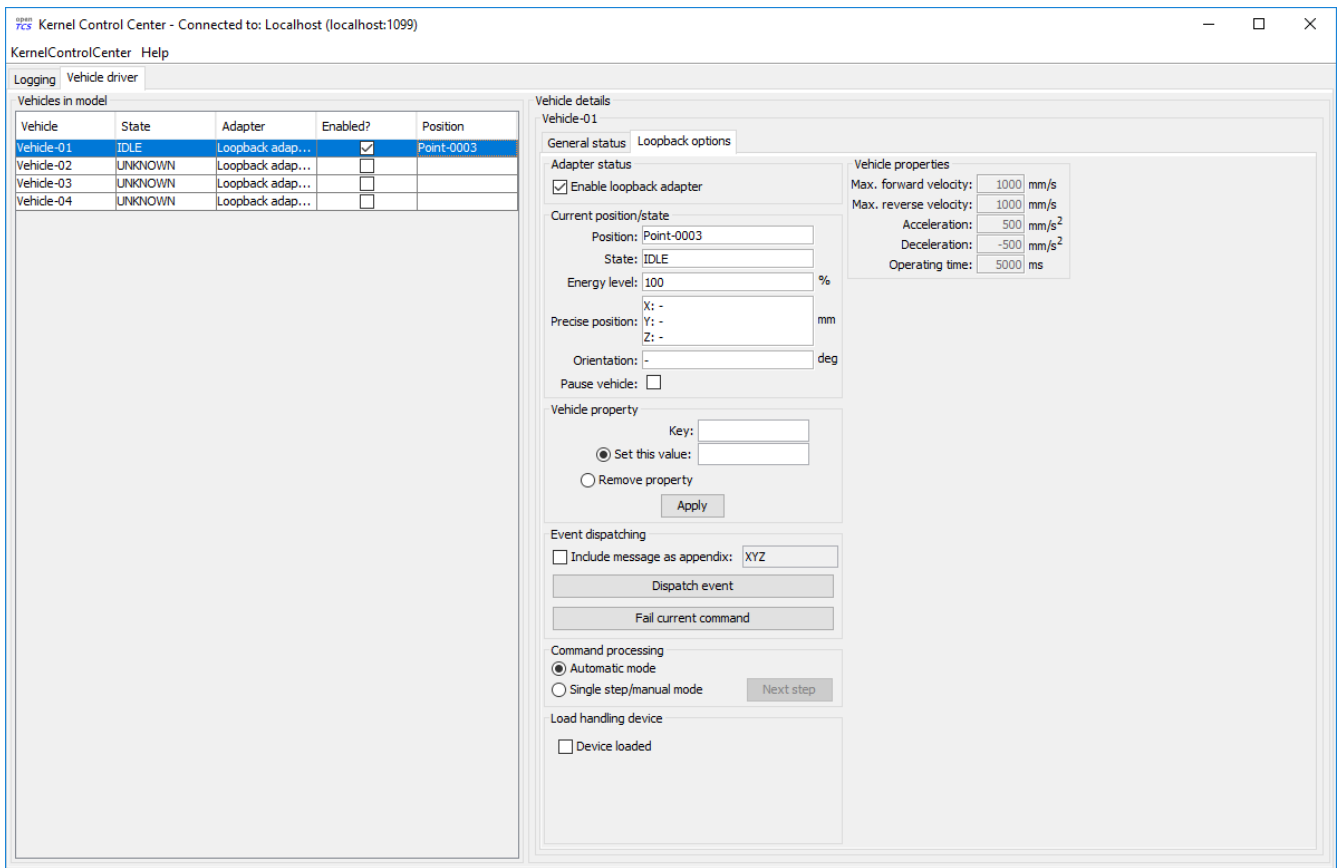 open TCS Kernel Control Center - Connected to: Localhost (localhost:1099)
KernelControlCenter Help
Logging Vehicle driver
Vehicles in model
Vehicle State Adapter Enabled? Position
Vehicle-01 IDLE Loopback adap... Point-0003
Vehicle-02 UNKNOWN Loopback adap...
Vehicle-03 UNKNOWN Loopback adap...
Vehicle-04 UNKNOWN Loopback adap...
Vehicle details
Vehicle-01
General status Loopback options
Adapter status
Enable loopback adapter
Current position/state
Position: Point-0003
State: IDLE
Energy level: 100 %
Precise position: X: -
Y: -
Z: -
mm
Orientation: - deg
Pause vehicle:
Vehicle property
Key:
Set this value:
Remove property
Apply
Event dispatching
Include message as appendix: XYZ
Dispatch event
Fail current command
Command processing
Automatic mode
Single step/manual mode Next step
Load handling device
Device loaded
Vehicle properties
Max. forward velocity: 1000 mm/s
Max. reverse velocity: 1000 mm/s
Acceleration: 500 mm/s²
Deceleration: -500 mm/s²
Operating time: 5000 ms